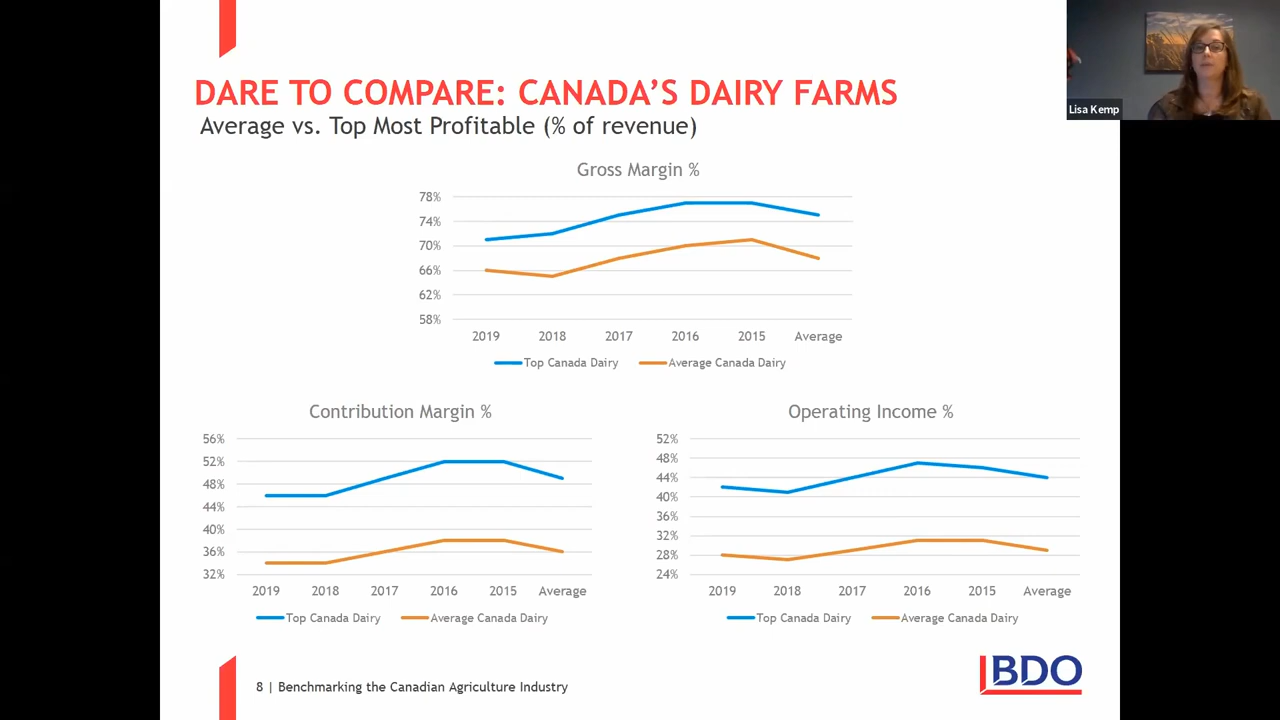 Lisa Kemp
DARE TO COMPARE: CANADA'S DAIRY FARMS
Average vs. Top Most Profitable (% of revenue)
Gross Margin %
78%
74%
70%
66%
62%
58%
2019 2018 2017 2016 2015 Average
Top Canada Dairy Average Canada Dairy
Contribution Margin %
56%
52%
48%
44%
40%
36%
32%
2019 2018 2017 2016 2015 Average
Top Canada Dairy Average Canada Dairy
Operating Income %
52%
48%
44%
40%
36%
32%
28%
24%
2019 2018 2017 2016 2015 Average
Top Canada Dairy Average Canada Dairy
8 | Benchmarking the Canadian Agriculture Industry
BDO